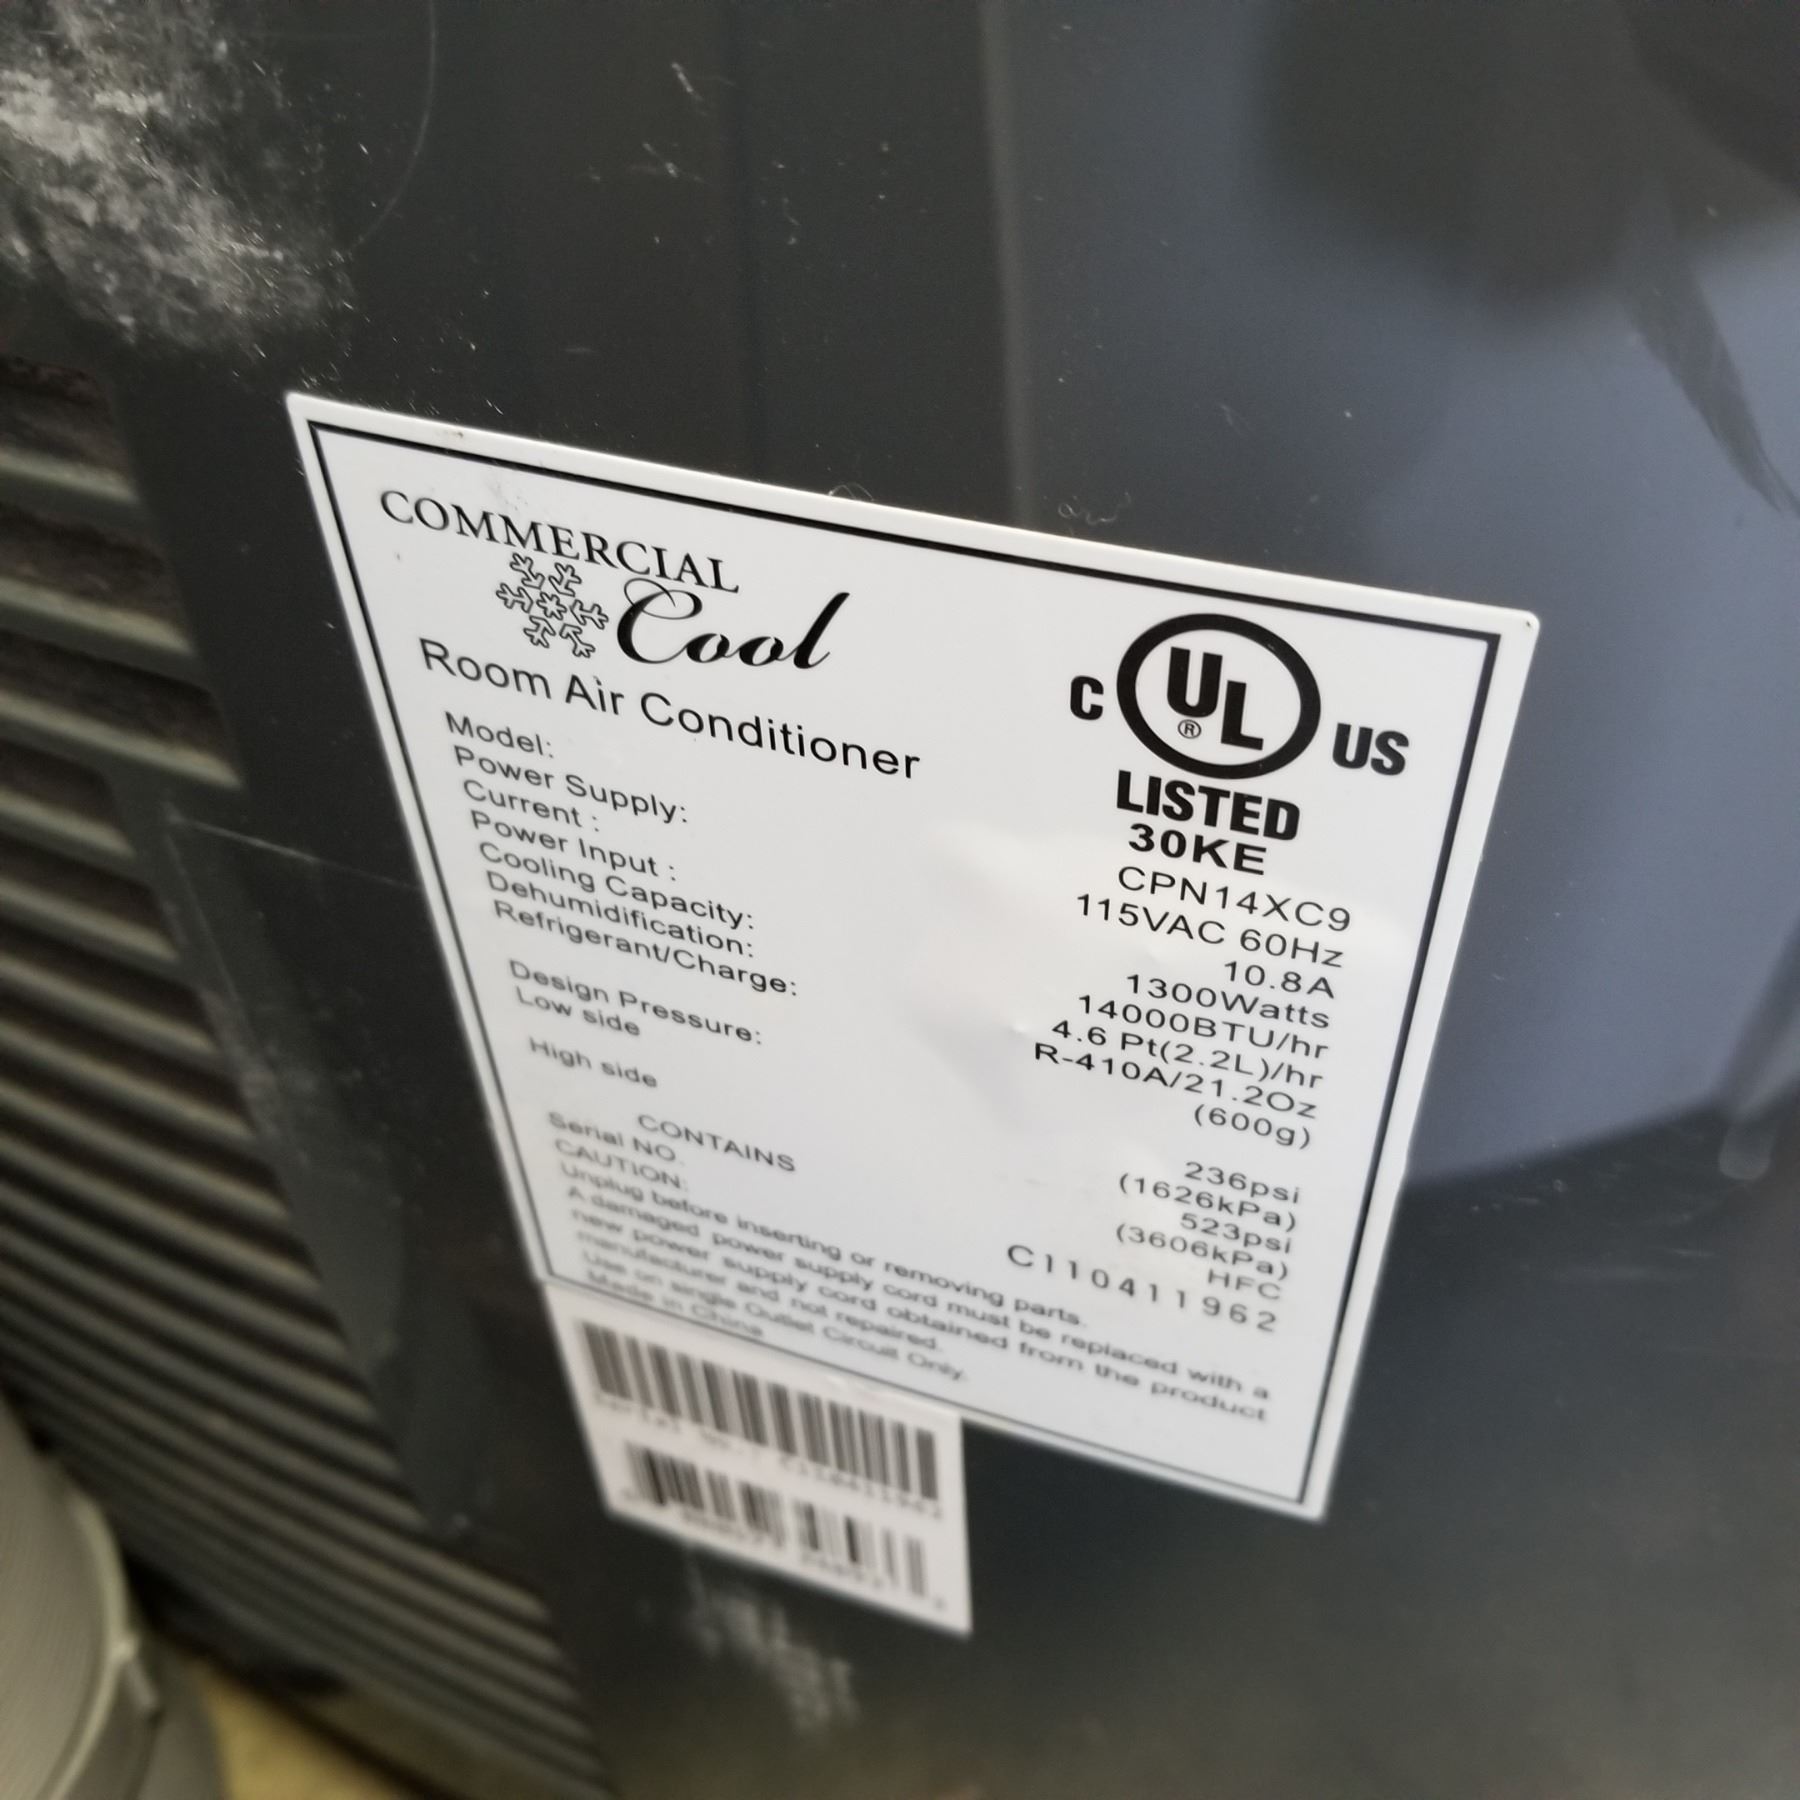 COMMERCIAL
Cool
Room Air Conditioner
C UL ® US
LISTED
30KE
Model: CPN14XC9
Power Supply: 115VAC 60Hz
Current : 10.8A
Power Input : 1300Watts
Cooling Capacity: 14000BTU/hr
Dehumidification: 4.6 Pt(2.2L)/hr
Refrigerant/Charge: R-410A/21.2Oz
(600g)
Design Pressure:
Low side 236psi
(1626kPa)
High side 523psi
(3606kPa)
CONTAINS HFC
Serial NO. C110411962
CAUTION:
Unplug before inserting or removing parts.
A damaged power supply cord must be replaced with a
new power supply cord obtained from the product
manufacturer and not repaired.
Use on single Outlet Circuit Only.
Made in China